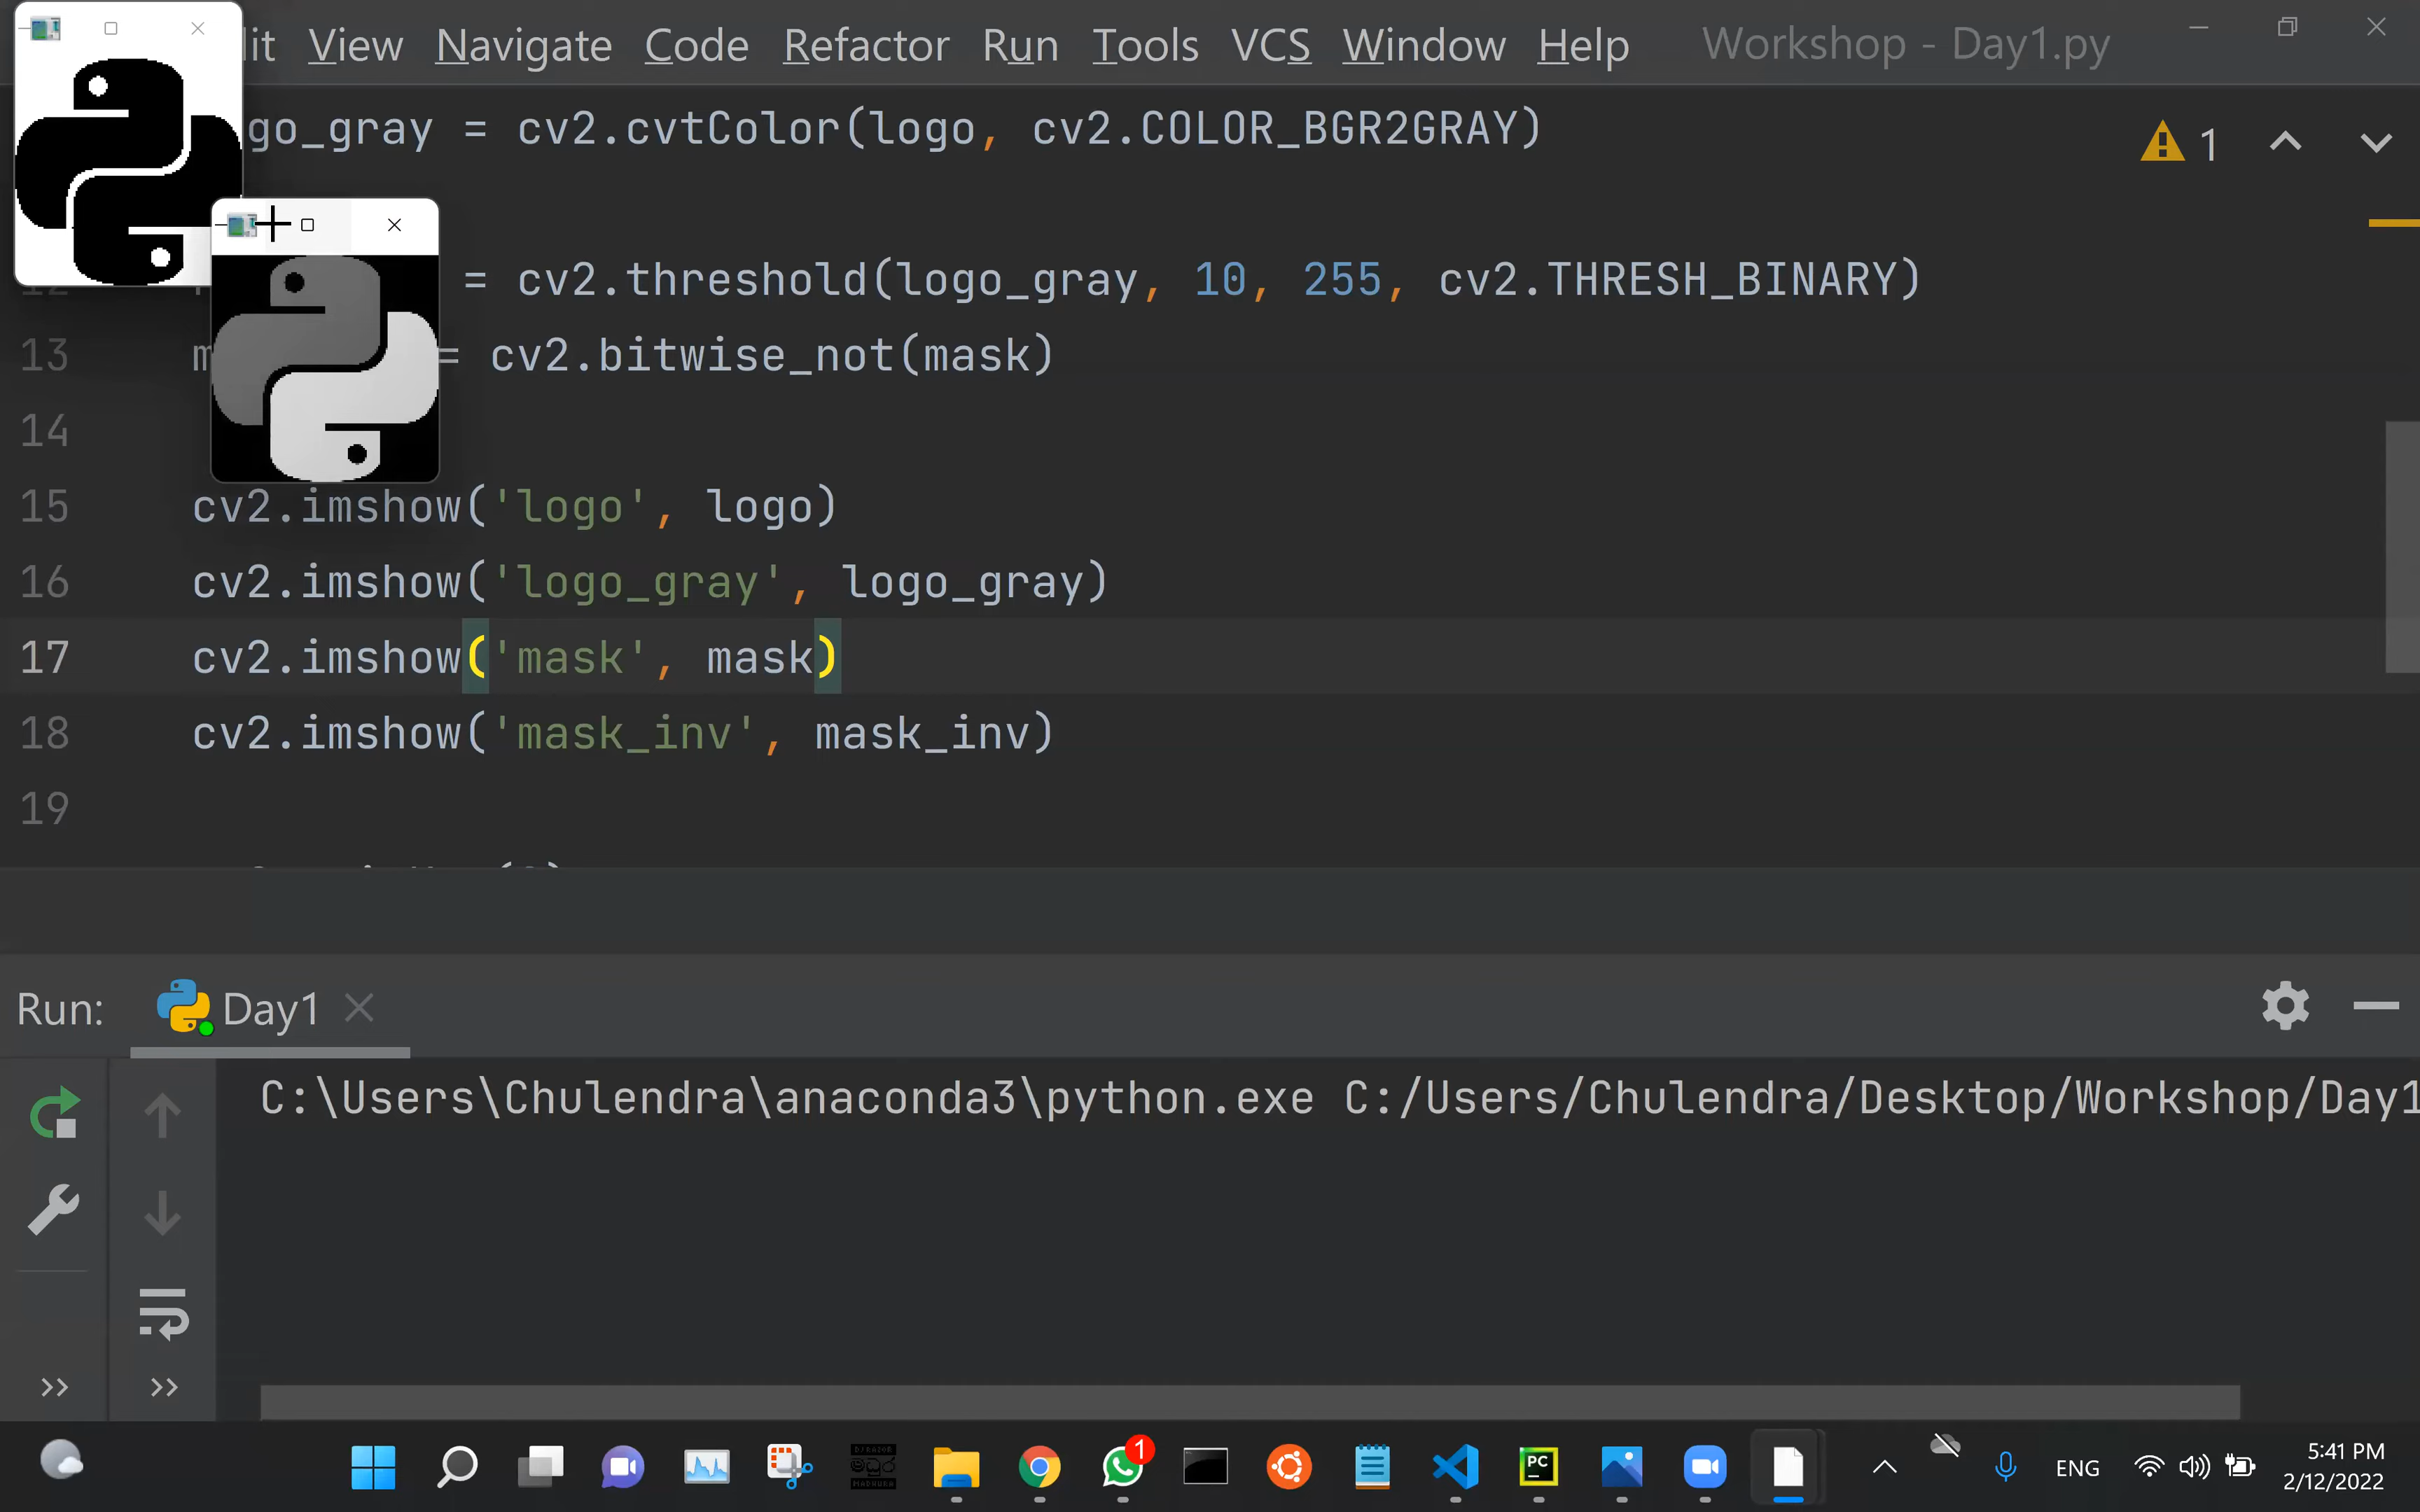 it View Navigate Code Refactor Run Tools VCS Window Help Workshop - Day1.py
go_gray = cv2.cvtColor(logo, cv2.COLOR_BGR2GRAY)
1
= cv2.threshold(logo_gray, 10, 255, cv2.THRESH_BINARY)
13 m = cv2.bitwise_not(mask)
14
15 cv2.imshow('logo', logo)
16 cv2.imshow('logo_gray', logo_gray)
17 cv2.imshow('mask', mask)
18 cv2.imshow('mask_inv', mask_inv)
19
Run: Day1
C:\Users\Chulendra\anaconda3\python.exe C:/Users/Chulendra/Desktop/Workshop/Day1
1
PC
ENG
5:41 PM
2/12/2022